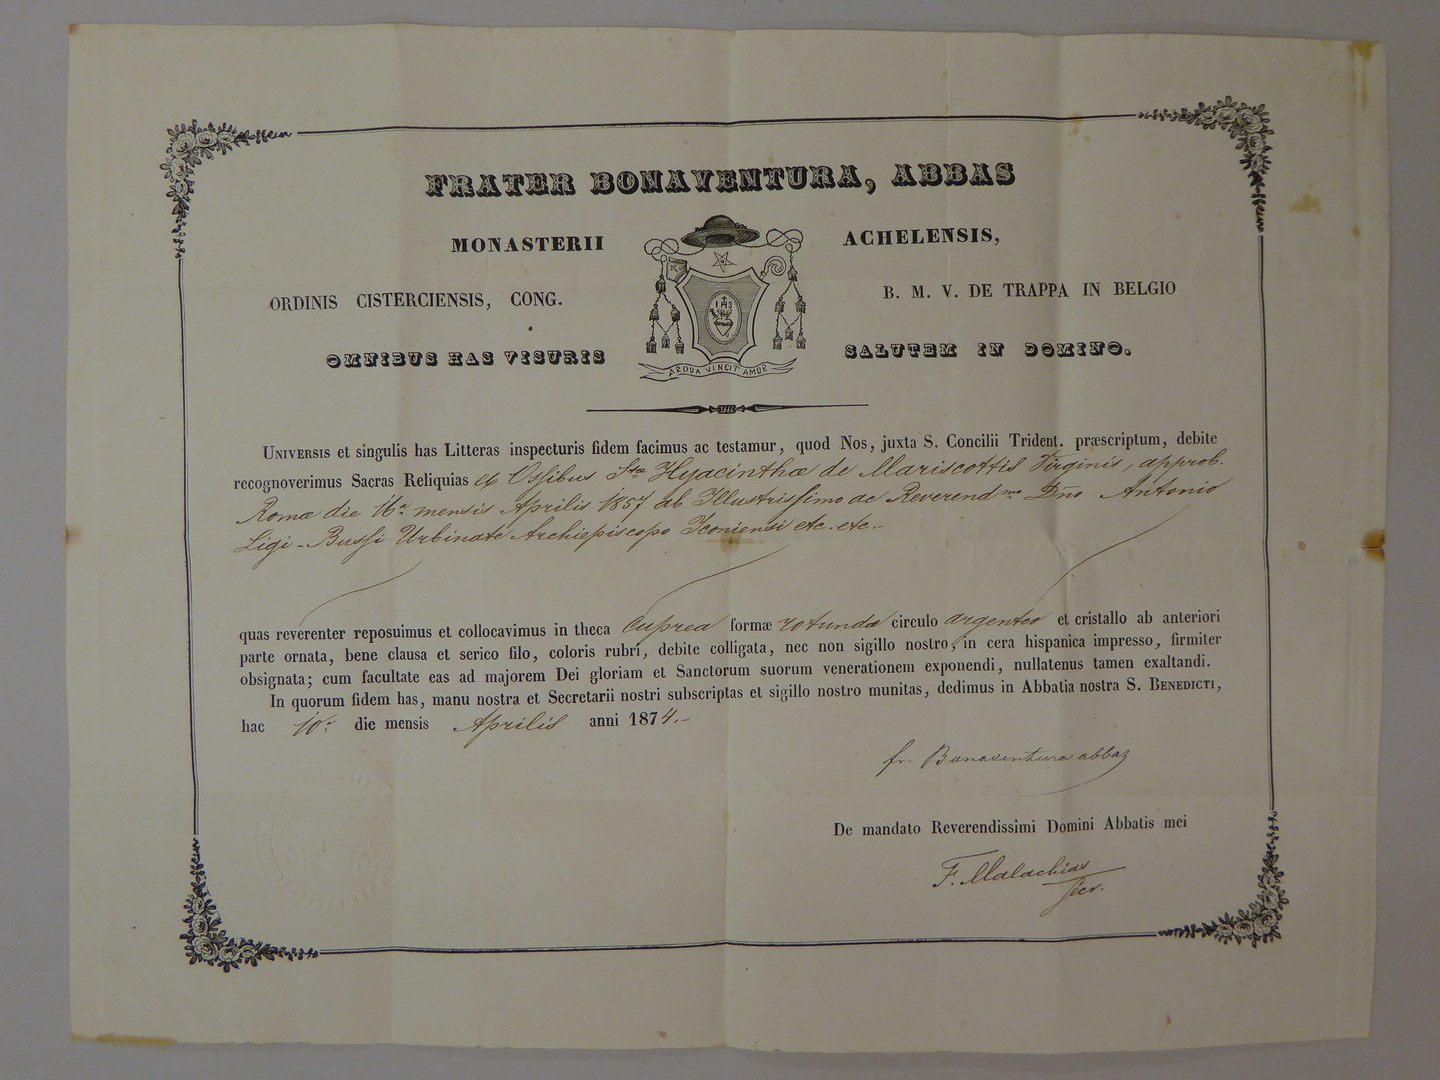 FRATER BONAVENTURA, ABBAS
MONASTERII ACHELENSIS,
ORDINIS CISTERCIENSIS, CONG. B. M. V. DE TRAPPA IN BELGIO
OMNIBUS HAS VISURIS SALUTEM IN DOMINO.
IHS
ARDUA VINCIT AMOR
UNIVERSIS et singulis has Litteras inspecturis fidem facimus ac testamur, quod Nos, juxta S. Concilii Trident. præscriptum, debite
recognoverimus Sacras Reliquias ex Ossibus Stæ Hyacinthæ de Mariscottis Virginis, approb.
Romæ die 16a mensis Aprilis 1857 ab Illustrissimo ac Reverendmo Dño Antonio
Ligi-Bussi Urbinate Archiepiscopo Iconiensi etc. etc.-
quas reverenter reposuimus et collocavimus in theca Cuprea formæ rotundæ circulo argenteo et cristallo ab anteriori
parte ornata, bene clausa et serico filo, coloris rubri, debite colligata, nec non sigillo nostro, in cera hispanica impresso, firmiter
obsignata; cum facultate eas ad majorem Dei gloriam et Sanctorum suorum venerationem exponendi, nullatenus tamen exaltandi.
In quorum fidem has, manu nostra et Secretarii nostri subscriptas et sigillo nostro munitas, dedimus in Abbatia nostra S. BENEDICTI,
hac 10a die mensis Aprilis anni 1874.-
fr. Bonaventura abbas
De mandato Reverendissimi Domini Abbatis mei
F. Malachias
Secr.